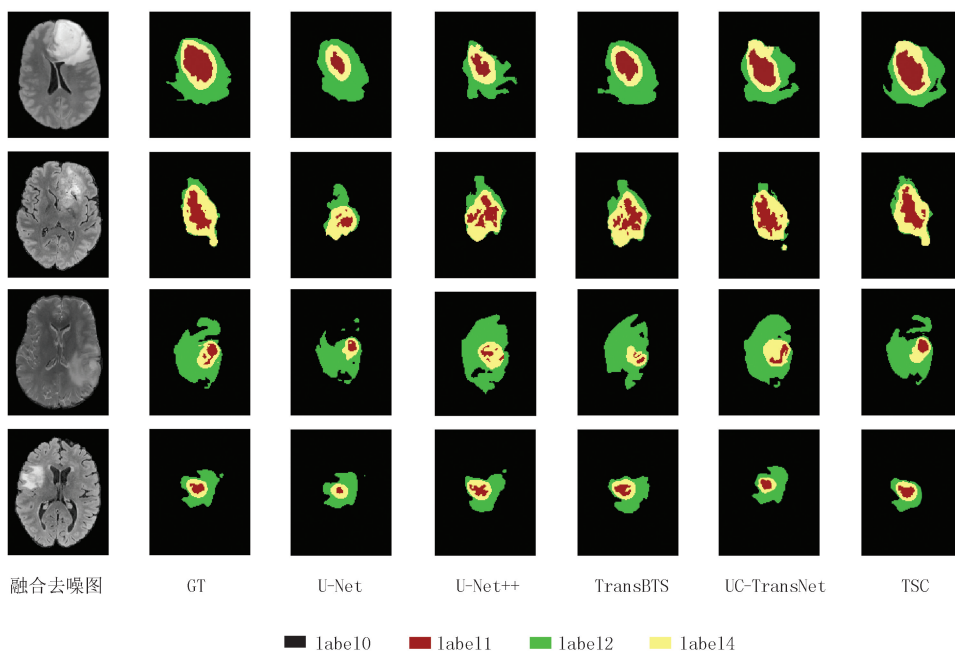 融合去噪图 GT U-Net U-Net++ TransBTS UC-TransNet TSC
label0 label1 label2 label4